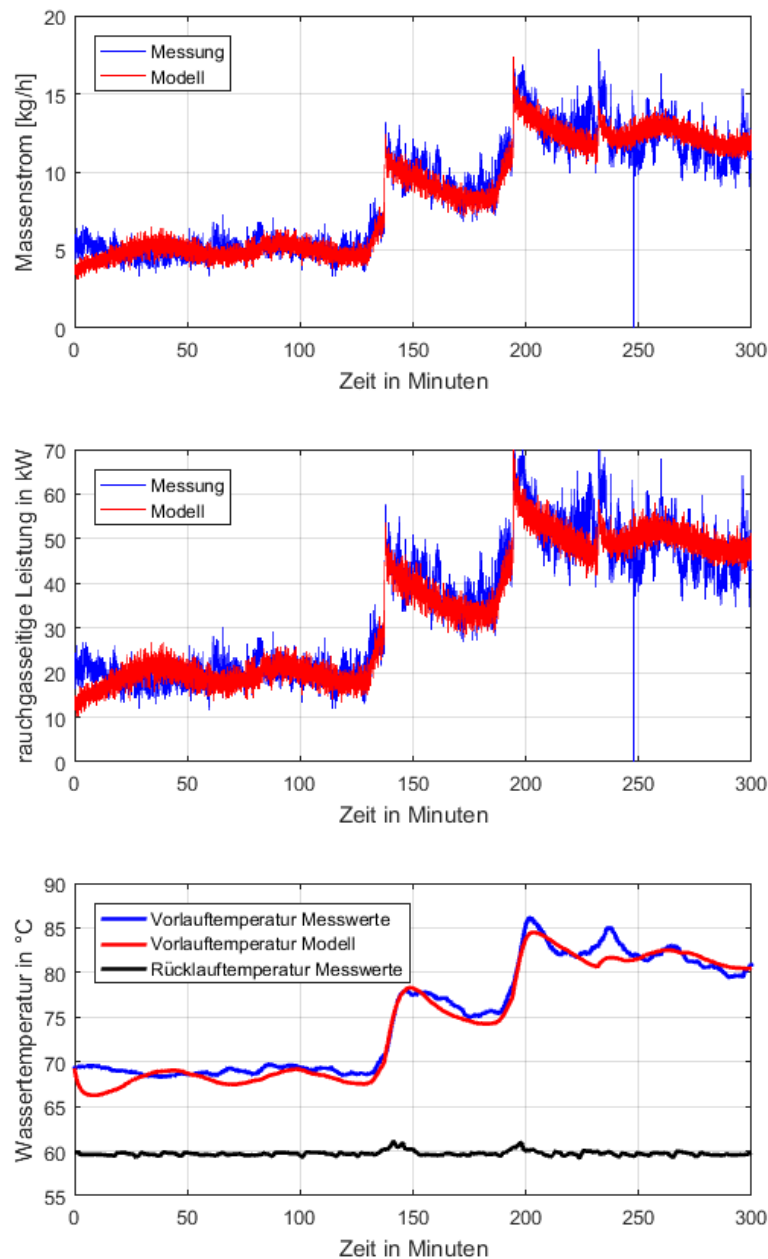 20
15
10
5
0
Massenstrom [kg/h]
Messung
Modell
0 50 100 150 200 250 300
Zeit in Minuten
70
60
50
40
30
20
10
0
rauchgasseitige Leistung in kW
Messung
Modell
0 50 100 150 200 250 300
Zeit in Minuten
90
85
80
75
70
65
60
55
Wassertemperatur in °C
Vorlauftemperatur Messwerte
Vorlauftemperatur Modell
Rücklauftemperatur Messwerte
0 50 100 150 200 250 300
Zeit in Minuten